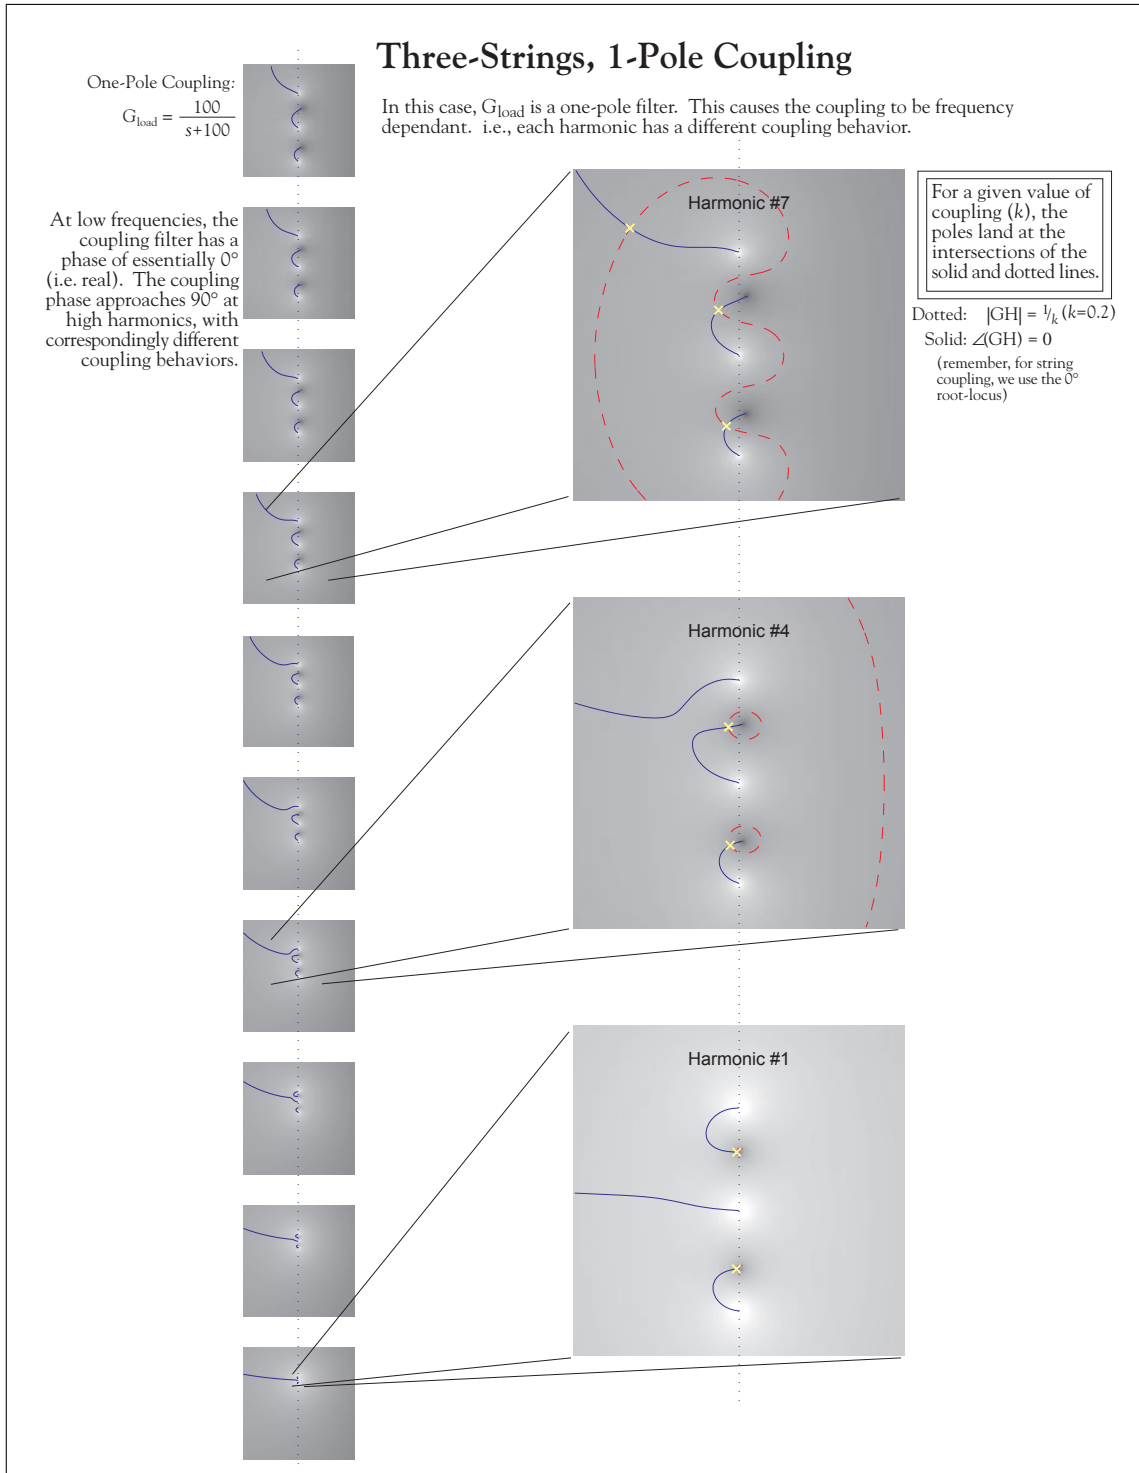 Three-Strings, 1-Pole Coupling
One-Pole Coupling:
G_load = 100 / s+100
In this case, G_load is a one-pole filter. This causes the coupling to be frequency
dependant. i.e., each harmonic has a different coupling behavior.
At low frequencies, the
coupling filter has a
phase of essentially 0°
(i.e. real). The coupling
phase approaches 90° at
high harmonics, with
correspondingly different
coupling behaviors.
Harmonic #7
For a given value of
coupling (k), the
poles land at the
intersections of the
solid and dotted lines.
Dotted: |GH| = 1/k (k=0.2)
Solid: ∠(GH) = 0
(remember, for string
coupling, we use the 0°
root-locus)
Harmonic #4
Harmonic #1